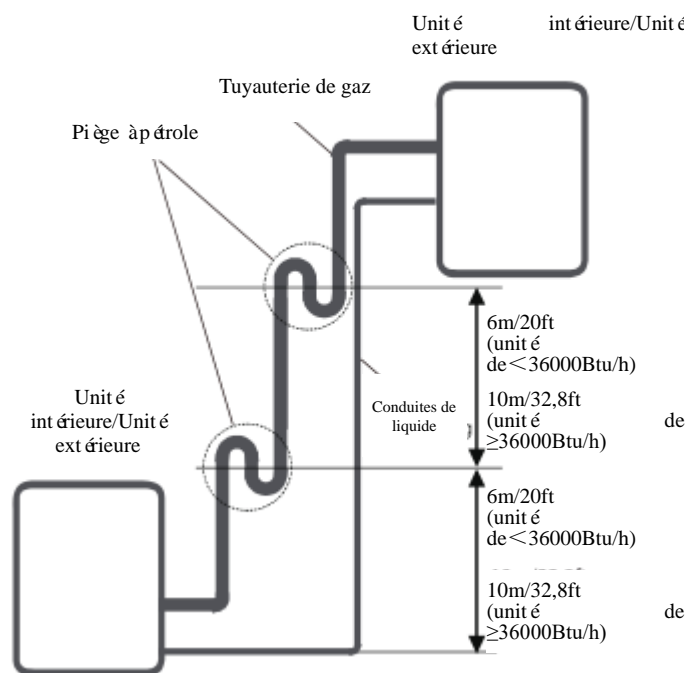 Unité intérieure/Unité
extérieure
Tuyauterie de gaz
Piège àpétrole
6m/20ft
(unité
de<36000Btu/h)
10m/32,8ft
(unité de
≥36000Btu/h)
Conduites de
liquide
Unité
intérieure/Unité
extérieure
6m/20ft
(unité
de<36000Btu/h)
10m/32,8ft
(unité de
≥36000Btu/h)